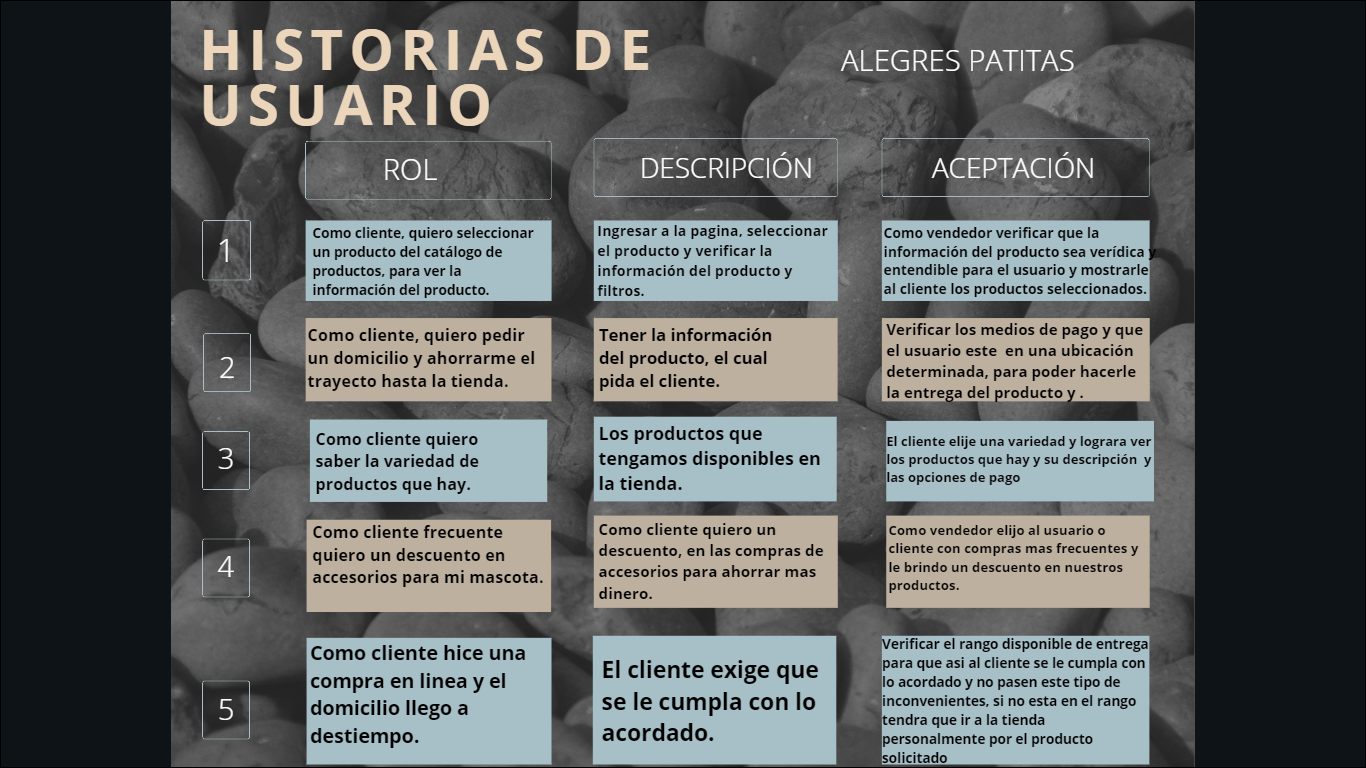 HISTORIAS DE
USUARIO
ALEGRES PATITAS
ROL
DESCRIPCIÓN
ACEPTACIÓN
1
Como cliente, quiero seleccionar
un producto del catálogo de
productos, para ver la
información del producto.
Ingresar a la pagina, seleccionar
el producto y verificar la
información del producto y
filtros.
Como vendedor verificar que la
información del producto sea verídica y
entendible para el usuario y mostrarle
al cliente los productos seleccionados.
2
Como cliente, quiero pedir
un domicilio y ahorrarme el
trayecto hasta la tienda.
Tener la información
del producto, el cual
pida el cliente.
Verificar los medios de pago y que
el usuario este en una ubicación
determinada, para poder hacerle
la entrega del producto y .
3
Como cliente quiero
saber la variedad de
productos que hay.
Los productos que
tengamos disponibles en
la tienda.
El cliente elije una variedad y lograra ver
los productos que hay y su descripción y
las opciones de pago
4
Como cliente frecuente
quiero un descuento en
accesorios para mi mascota.
Como cliente quiero un
descuento, en las compras de
accesorios para ahorrar mas
dinero.
Como vendedor elijo al usuario o
cliente con compras mas frecuentes y
le brindo un descuento en nuestros
productos.
5
Como cliente hice una
compra en linea y el
domicilio llego a
destiempo.
El cliente exige que
se le cumpla con lo
acordado.
Verificar el rango disponible de entrega
para que asi al cliente se le cumpla con
lo acordado y no pasen este tipo de
inconvenientes, si no esta en el rango
tendra que ir a la tienda
personalmente por el producto
solicitado